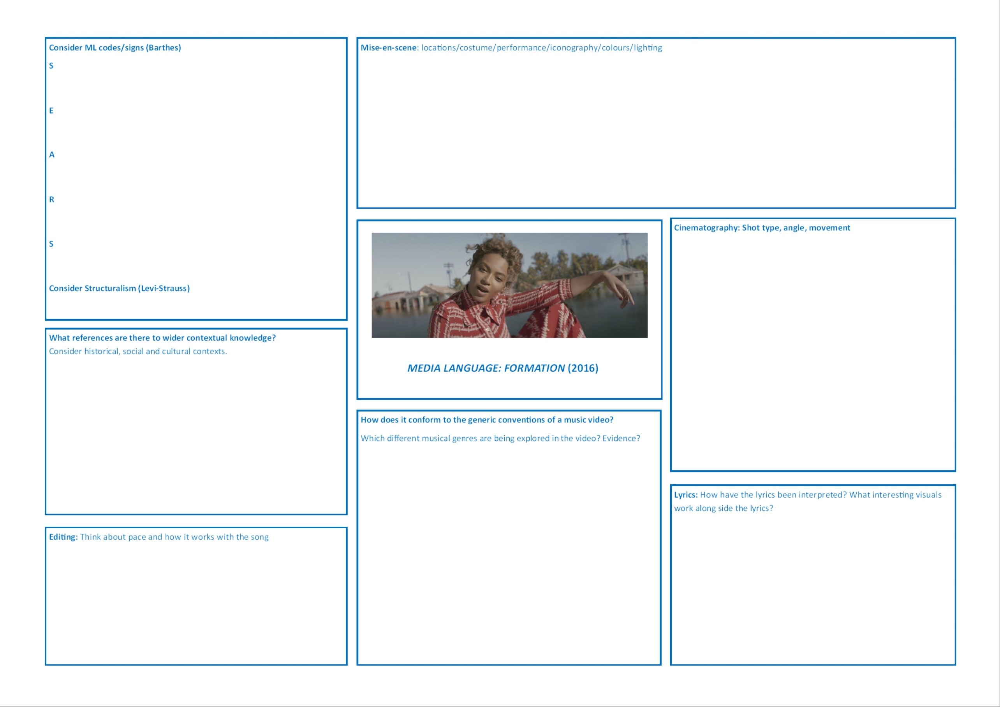 Consider ML codes/signs (Barthes)
S
E
A
R
S
Consider Structuralism (Levi-Strauss)
What references are there to wider contextual knowledge?
Consider historical, social and cultural contexts.
Editing: Think about pace and how it works with the song
Mise-en-scene: locations/costume/performance/iconography/colours/lighting
MEDIA LANGUAGE: FORMATION (2016)
How does it conform to the generic conventions of a music video?
Which different musical genres are being explored in the video? Evidence?
Cinematography: Shot type, angle, movement
Lyrics: How have the lyrics been interpreted? What interesting visuals
work along side the lyrics?